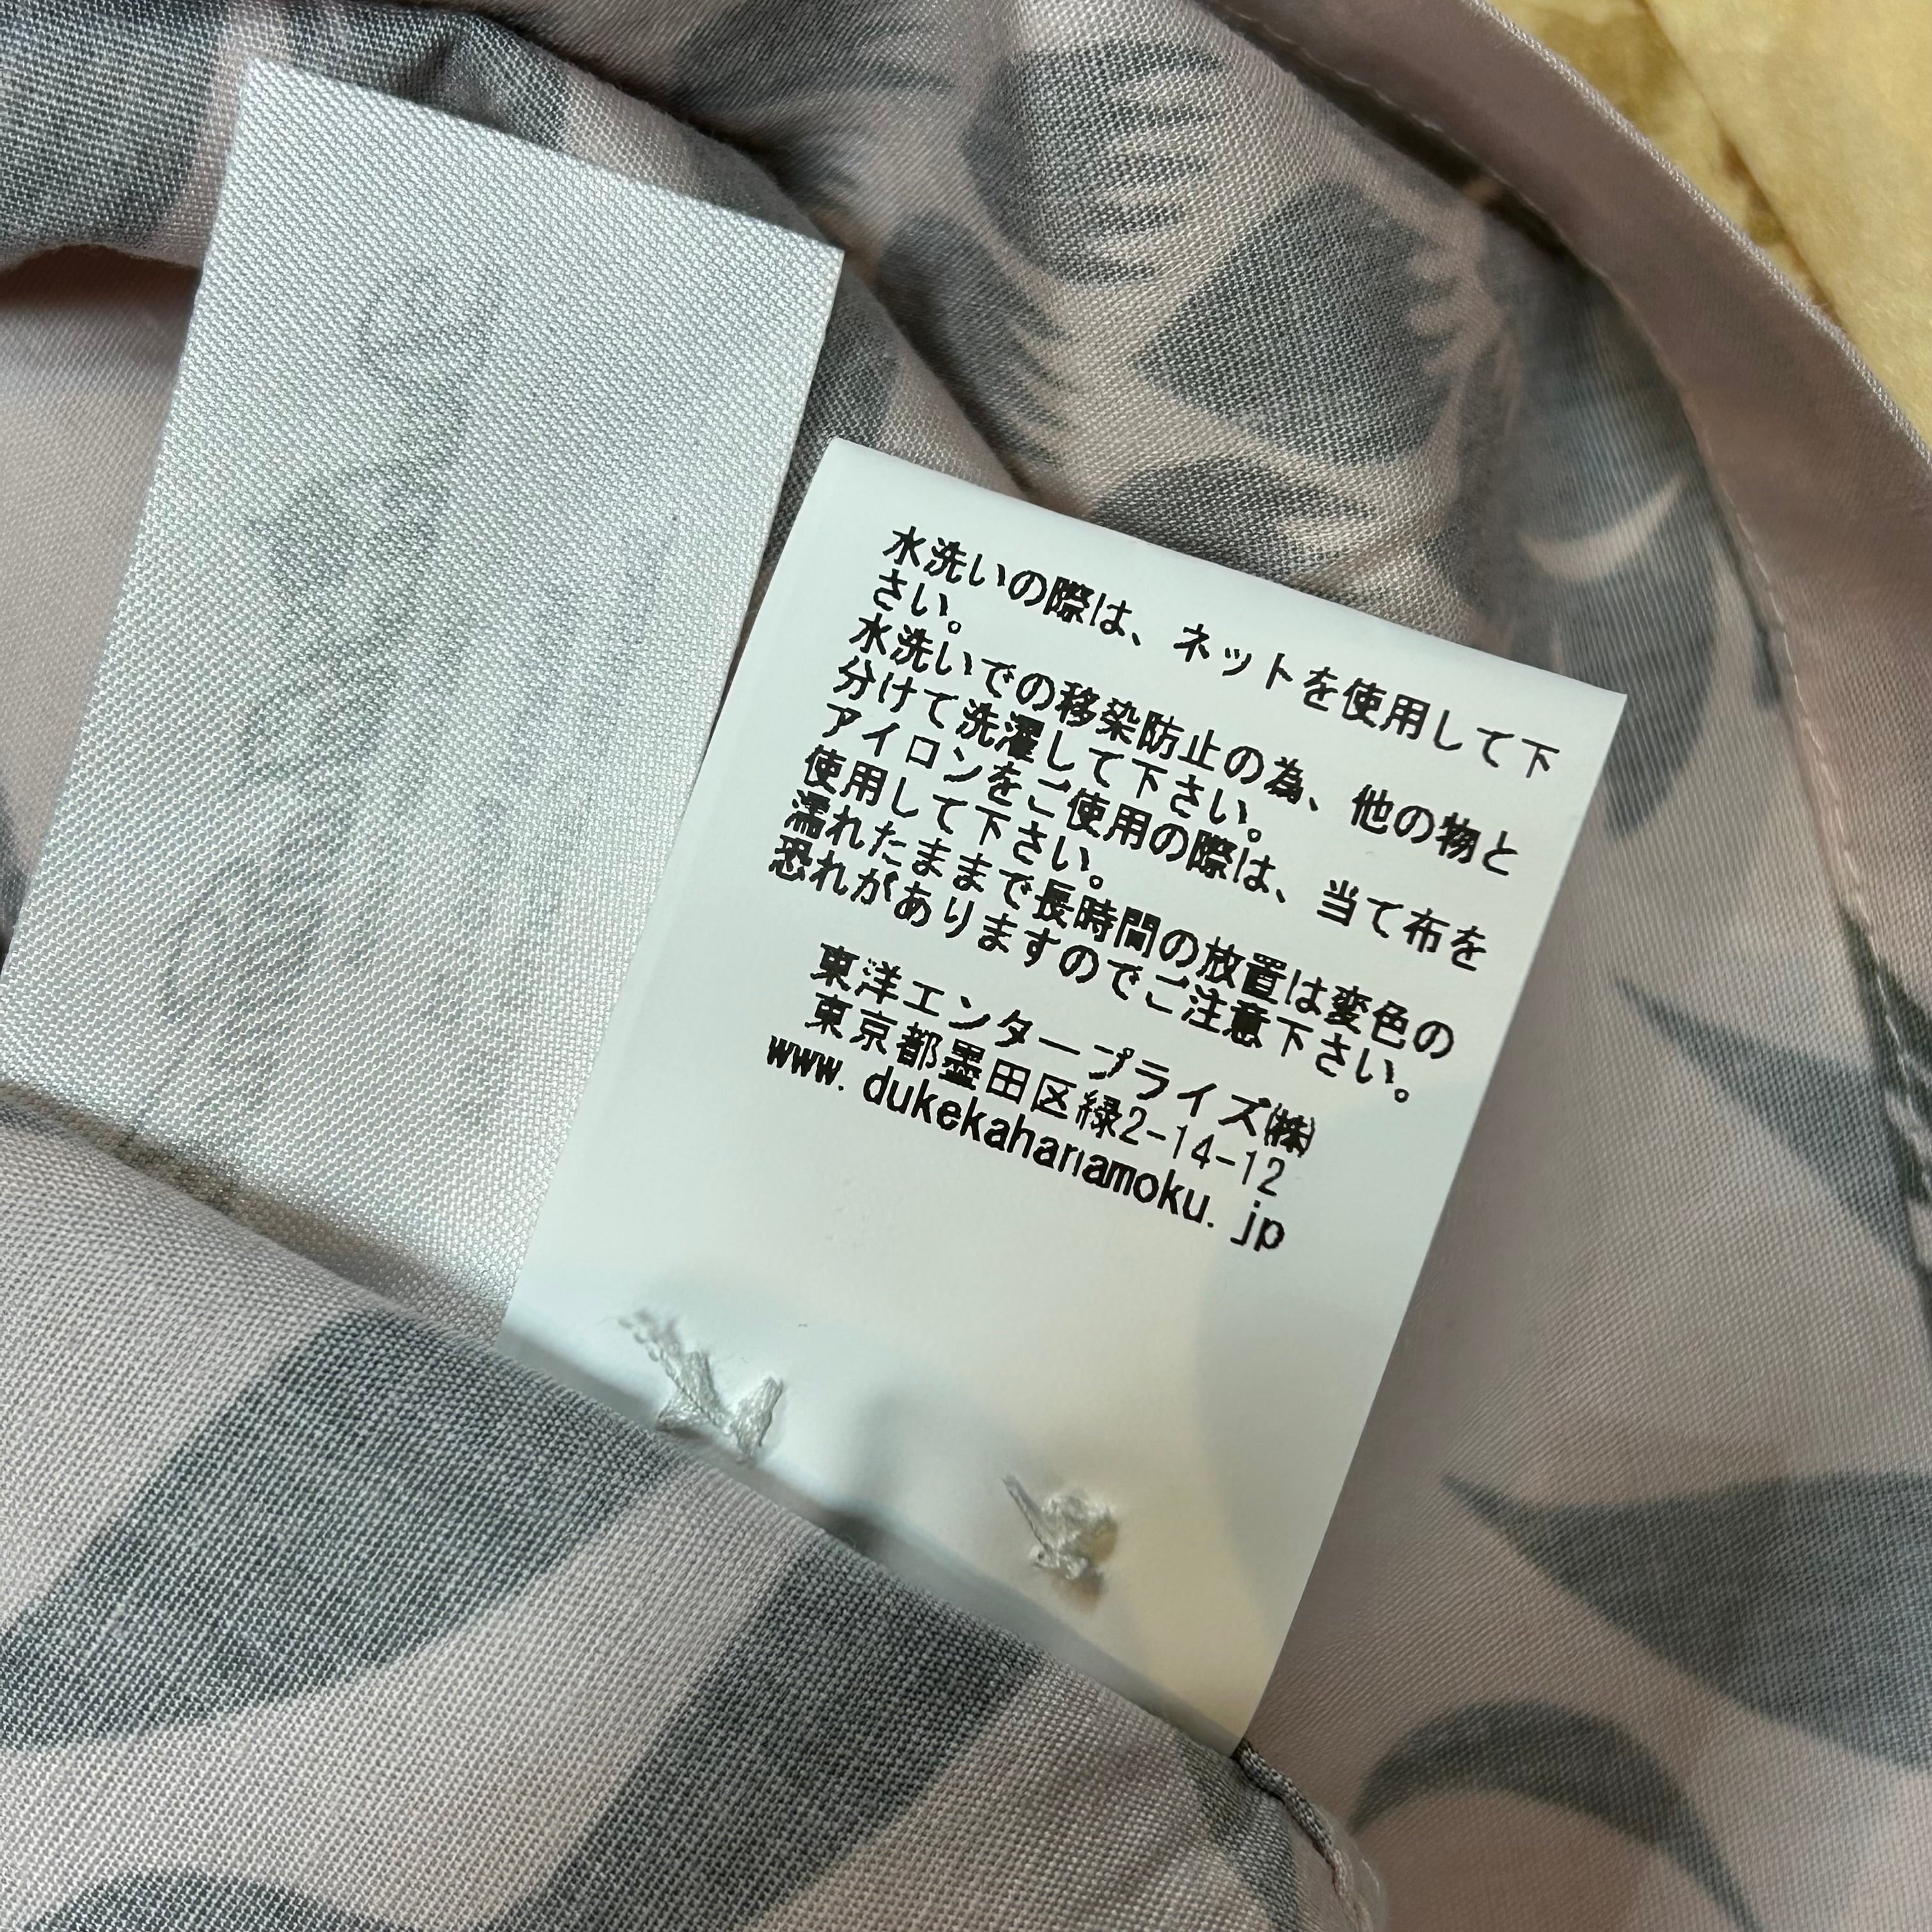 水洗いの際は、ネットを使用して下
さい。
水洗いでの移染防止の為、他の物と
分けて洗濯して下さい。
アイロンをご使用の際は、当て布を
使用して下さい。
濡れたままで長時間の放置は変色の
恐れがありますのでご注意下さい。
東洋エンタープライズ㈱
東京都墨田区緑2-14-12
www.dukekahanamoku.jp